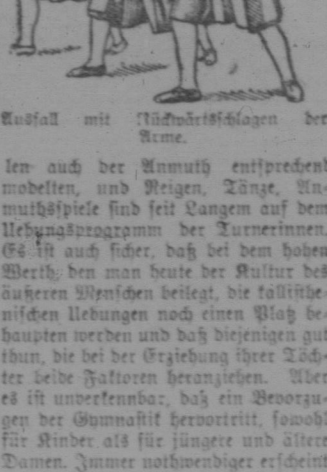 Ausfall mit Rückwärtsschlagen der
Arme.
len auch der Anmuth entsprechend
modelten, und Reigen, Tänze, An-
muthsspiele sind seit Langem auf dem
Uebungsprogramm der Turnerinnen.
Es ist auch sicher, daß bei dem hohen
Werth, den man heute der Kultur des
äußeren Menschen beilegt, die kallisthe-
nischen Uebungen noch einen Platz be-
haupten werden und daß diejenigen gut
thun, die bei der Erziehung ihrer Töch-
ter beide Faktoren heranziehen. Aber
es ist unverkennbar, daß ein Bevorzu-
gen der Gymnastik hervortritt, sowohl
für Kinder als für jüngere und ältere
Damen. Immer nothwendiger erscheint